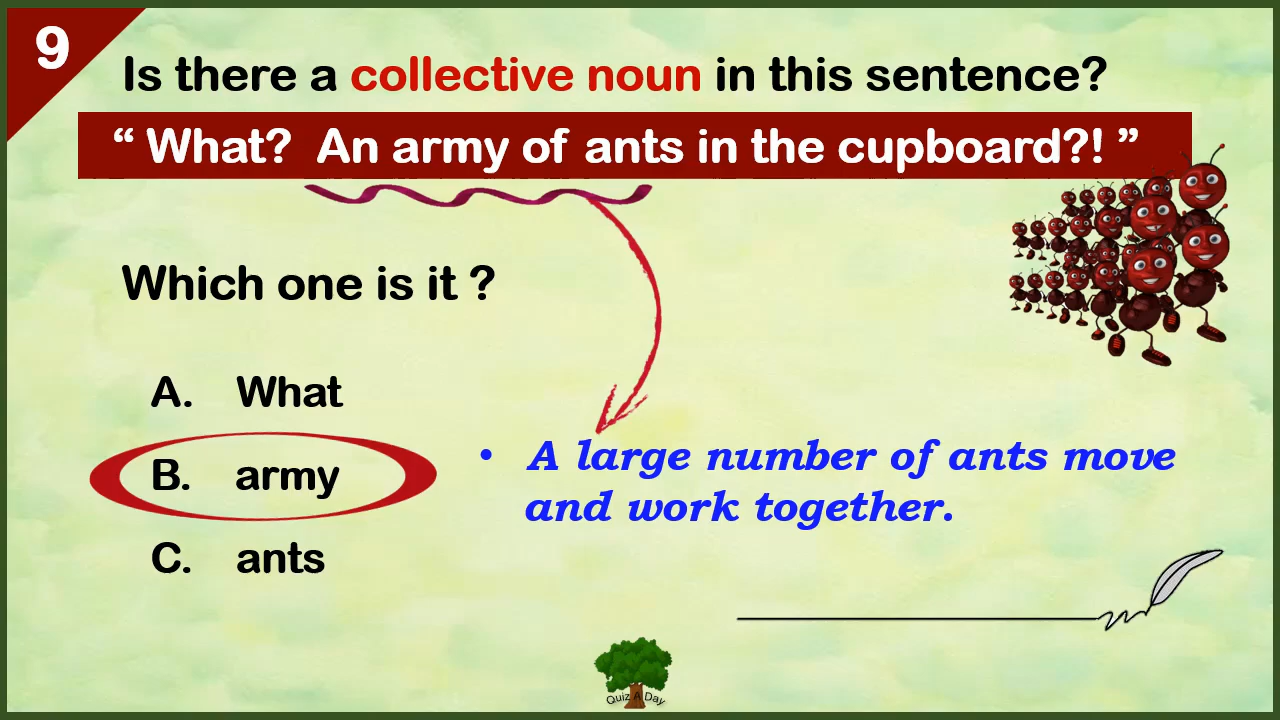 9
Is there a collective noun in this sentence?
“ What? An army of ants in the cupboard?! ”
Which one is it ?
A. What
B. army
C. ants
• A large number of ants move
and work together.
Quiz A Day